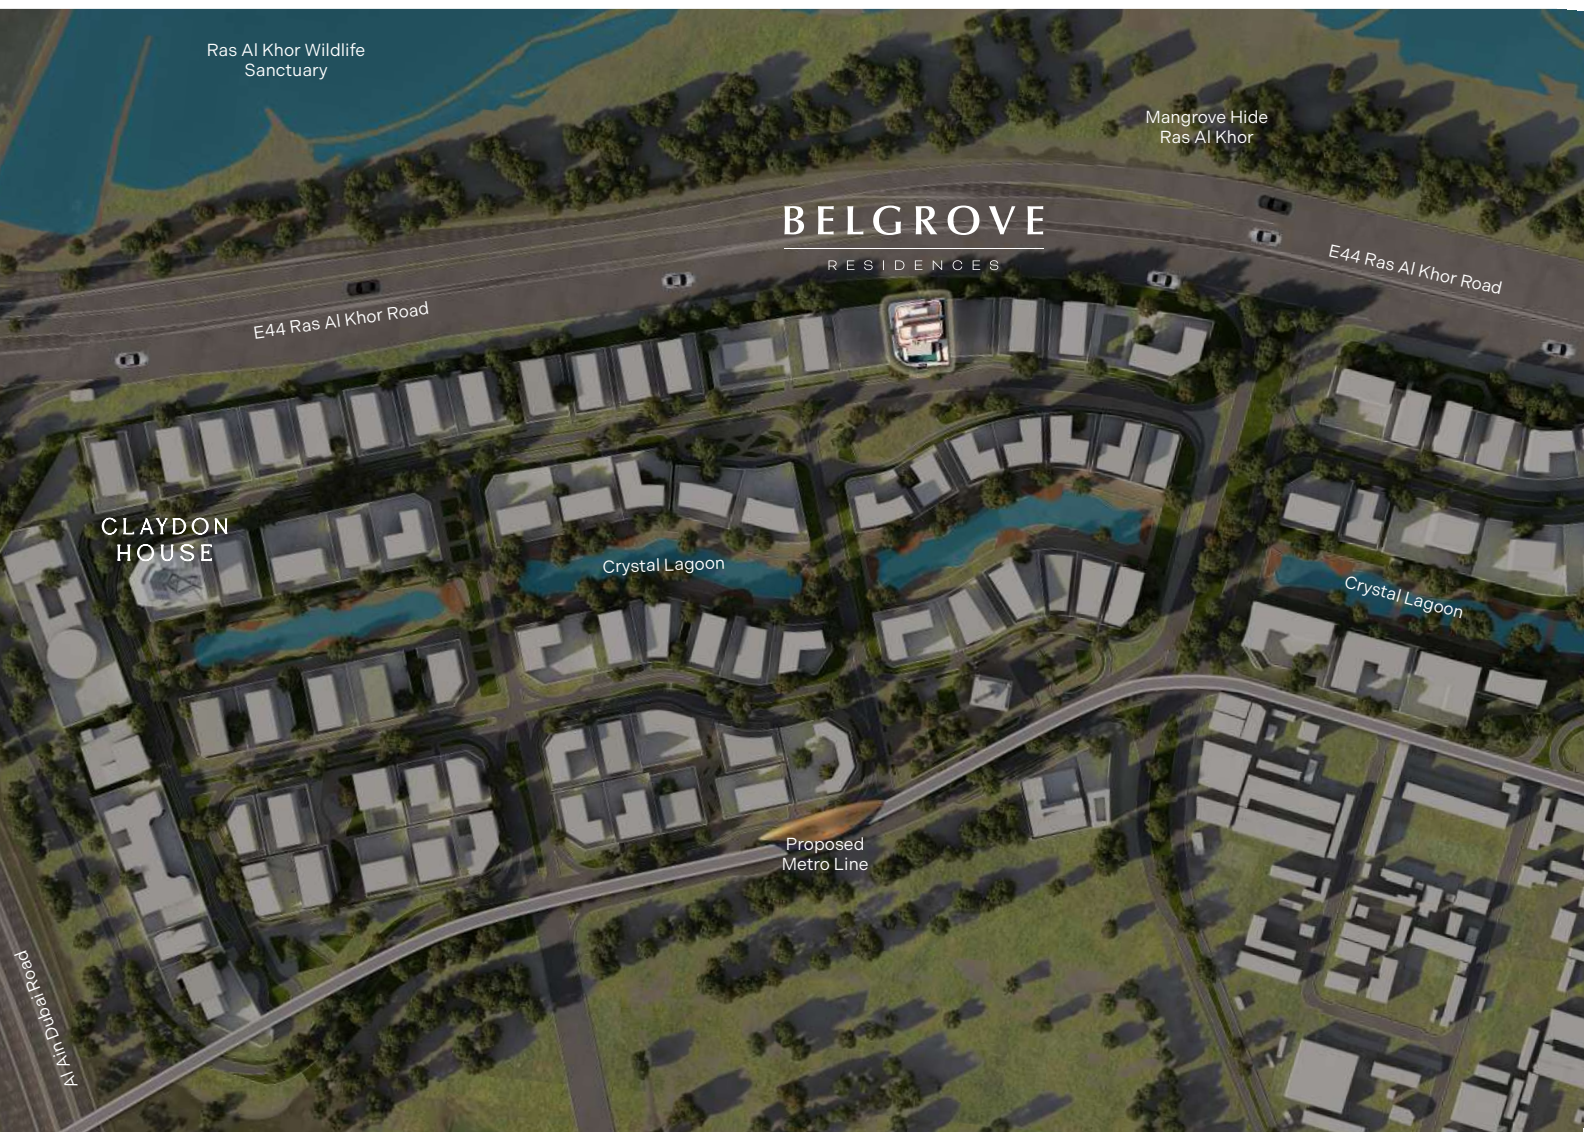 Ras Al Khor Wildlife
Sanctuary
Mangrove Hide
Ras Al Khor
BELGROVE
RESIDENCES
E44 Ras Al Khor Road
E44 Ras Al Khor Road
CLAYDON
HOUSE
Crystal Lagoon
Crystal Lagoon
Proposed
Metro Line
Al Ain Dubai Road